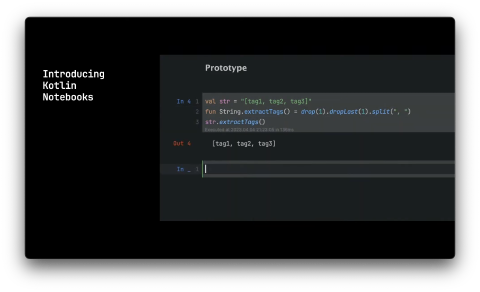 Introducing
Kotlin
Notebooks
Prototype
In 4 1 val str = "[tag1, tag2, tag3]"
2 fun String.extractTags() = drop(1).dropLast(1).split(", ")
3 str.extractTags()
Out 4 [tag1, tag2, tag3]
In _ 1